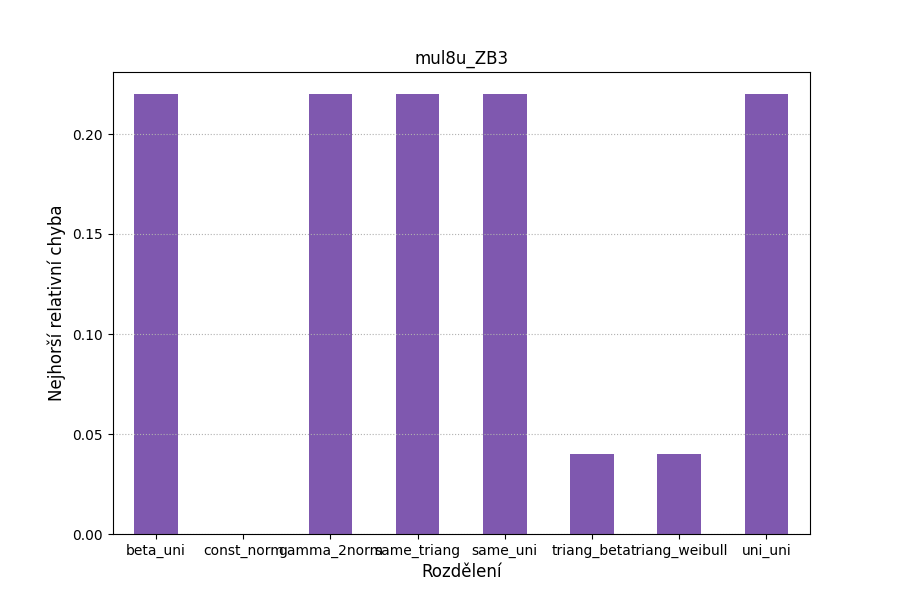 mul8u_ZB3
Nejhorší relativní chyba
0.20
0.15
0.10
0.05
0.00
beta_uni const_norm gamma_2norm same_triang same_uni triang_beta triang_weibull uni_uni
Rozdělení